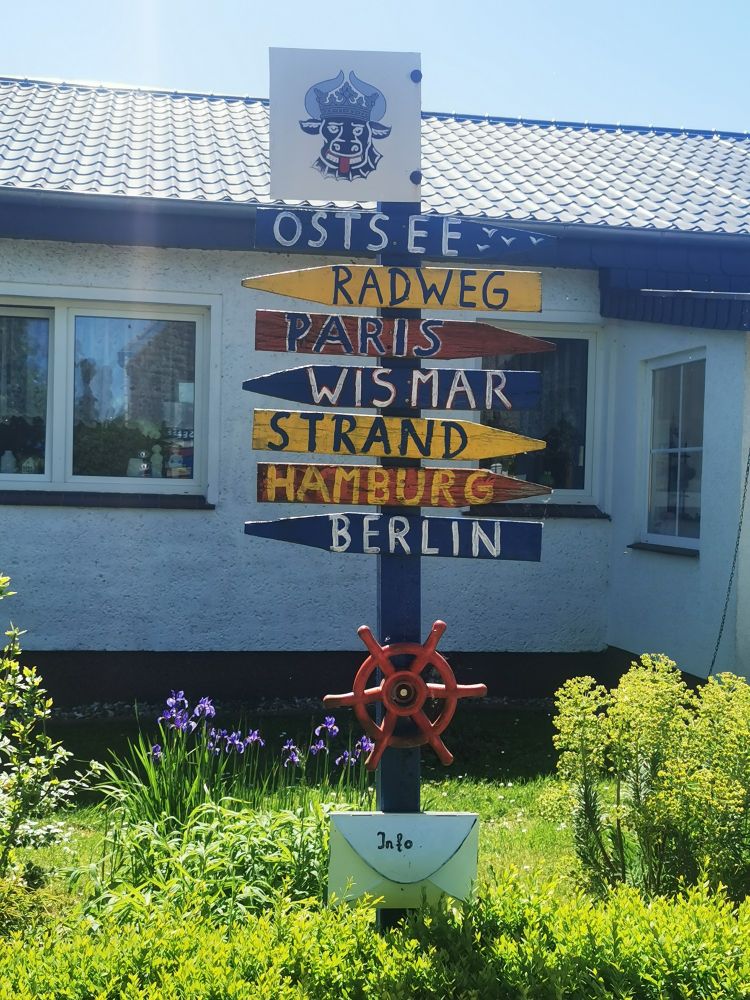 OSTSEE
RADWEG
PARIS
WISMAR
STRAND
HAMBURG
BERLIN
Info